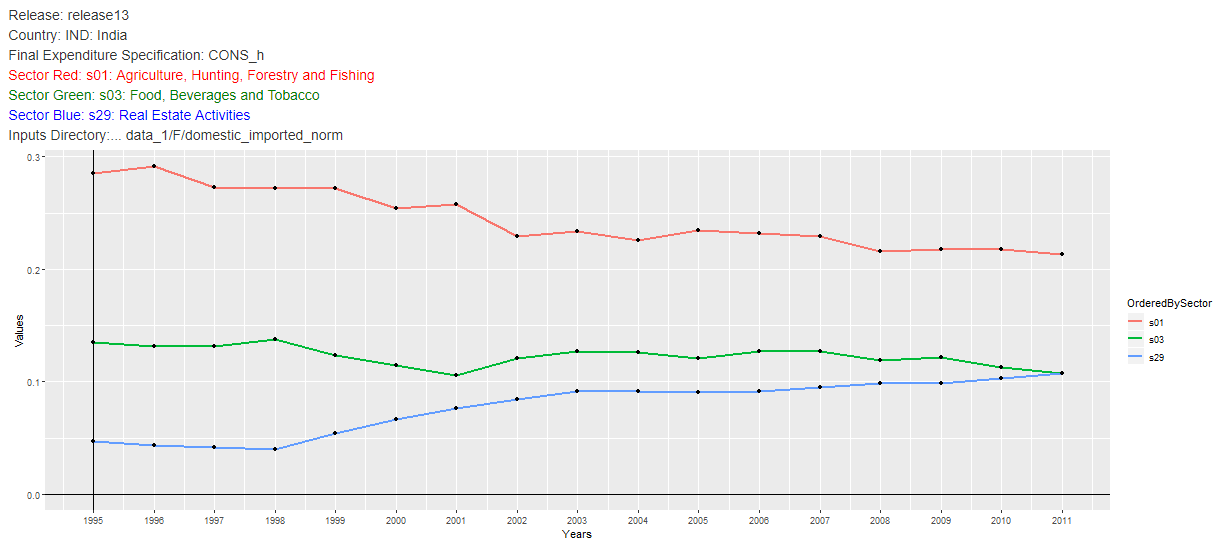 Release: release13
Country: IND: India
Final Expenditure Specification: CONS_h
Sector Red: s01: Agriculture, Hunting, Forestry and Fishing
Sector Green: s03: Food, Beverages and Tobacco
Sector Blue: s29: Real Estate Activities
Inputs Directory:... data_1/F/domestic_imported_norm
0.3
0.2
0.1
0.0
Values
1995 1996 1997 1998 1999 2000 2001 2002 2003 2004 2005 2006 2007 2008 2009 2010 2011
Years
OrderedBySector
s01
s03
s29